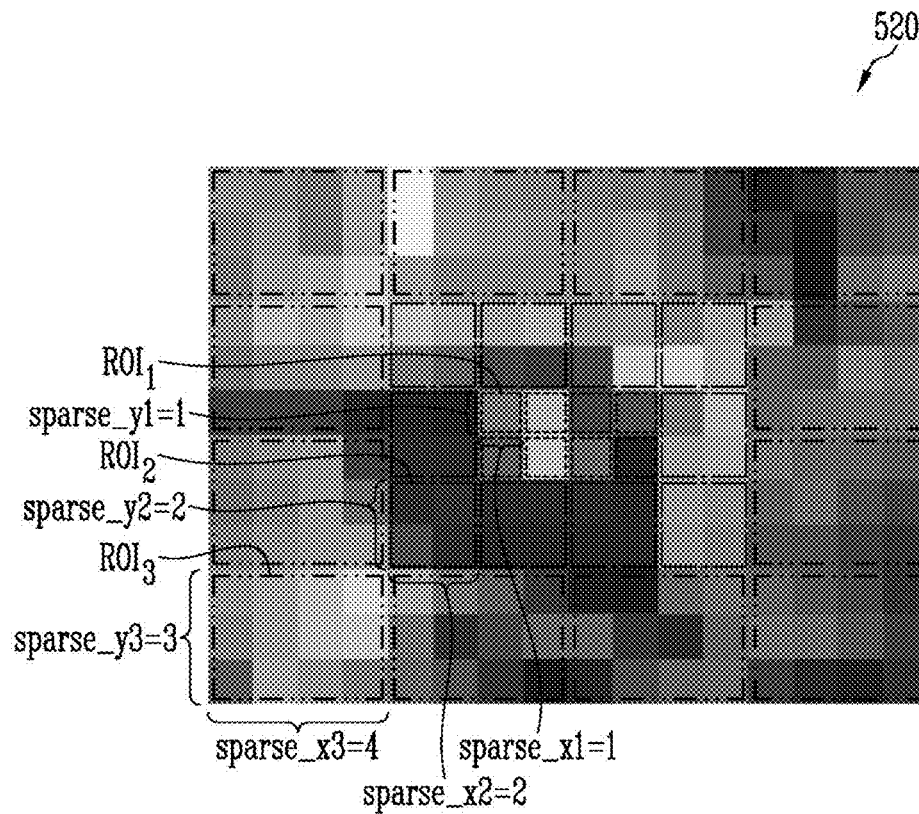 520
ROI1
sparse_y1=1
ROI2
sparse_y2=2
ROI3
sparse_y3=3
sparse_x3=4
sparse_x1=1
sparse_x2=2